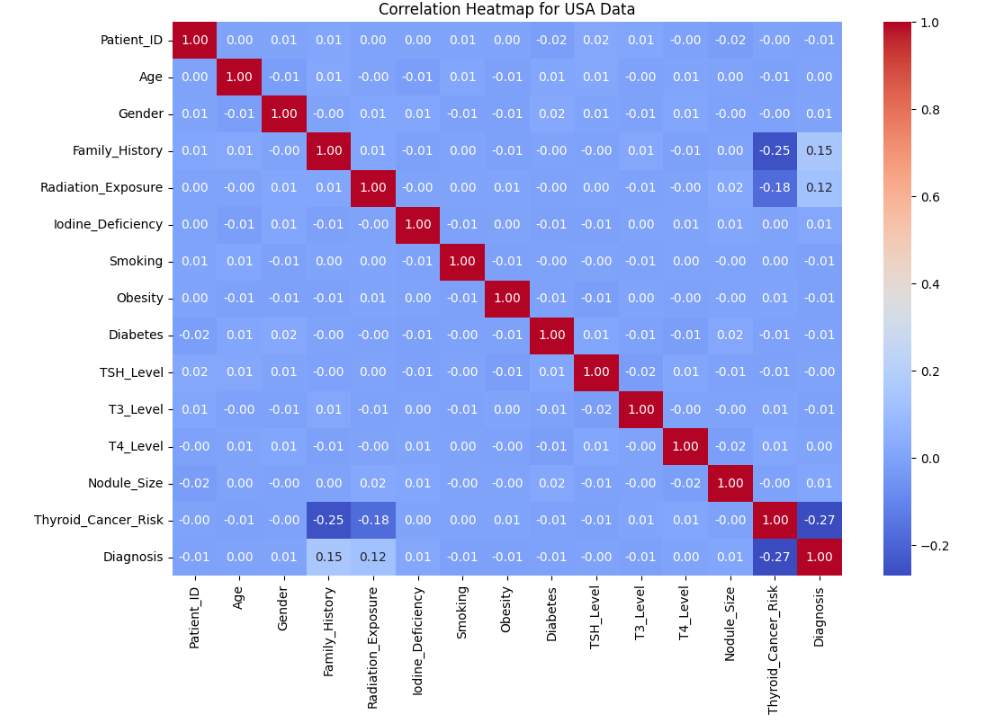 Correlation Heatmap for USA Data
Patient_ID 1.00 0.00 0.01 0.01 0.00 0.00 0.01 0.00 -0.02 0.02 0.01 -0.00 -0.02 -0.00 -0.01
Age 0.00 1.00 -0.01 0.01 -0.00 -0.01 0.01 -0.01 0.01 0.01 -0.00 0.01 0.00 -0.01 0.00
Gender 0.01 -0.01 1.00 -0.00 0.01 0.01 -0.01 -0.01 0.02 0.01 -0.01 0.01 -0.00 -0.00 0.01
Family_History 0.01 0.01 -0.00 1.00 0.01 -0.01 0.00 -0.01 -0.00 -0.00 0.01 -0.01 0.00 -0.25 0.15
Radiation_Exposure 0.00 -0.00 0.01 0.01 1.00 -0.00 0.00 0.01 -0.00 0.00 -0.01 -0.00 0.02 -0.18 0.12
Iodine_Deficiency 0.00 -0.01 0.01 -0.01 -0.00 1.00 -0.01 0.00 -0.01 -0.01 0.00 0.01 0.01 0.00 0.01
Smoking 0.01 0.01 -0.01 0.00 0.00 -0.01 1.00 -0.01 -0.00 -0.00 -0.01 0.00 -0.00 0.00 -0.01
Obesity 0.00 -0.01 -0.01 -0.01 0.01 0.00 -0.01 1.00 -0.01 -0.01 0.00 -0.00 -0.00 0.01 -0.01
Diabetes -0.02 0.01 0.02 -0.00 -0.00 -0.01 -0.00 -0.01 1.00 0.01 -0.01 -0.01 0.02 -0.01 -0.01
TSH_Level 0.02 0.01 0.01 -0.00 0.00 -0.01 -0.00 -0.01 0.01 1.00 -0.02 0.01 -0.01 -0.01 -0.00
T3_Level 0.01 -0.00 -0.01 0.01 -0.01 0.00 -0.01 0.00 -0.01 -0.02 1.00 -0.00 -0.00 0.01 -0.01
T4_Level -0.00 0.01 0.01 -0.01 -0.00 0.01 0.00 -0.00 -0.01 0.01 -0.00 1.00 -0.02 0.01 0.00
Nodule_Size -0.02 0.00 -0.00 0.00 0.02 0.01 -0.00 -0.00 0.02 -0.01 -0.00 -0.02 1.00 -0.00 0.01
Thyroid_Cancer_Risk -0.00 -0.01 -0.00 -0.25 -0.18 0.00 0.00 0.01 -0.01 -0.01 0.01 0.01 -0.00 1.00 -0.27
Diagnosis -0.01 0.00 0.01 0.15 0.12 0.01 -0.01 -0.01 -0.01 -0.00 -0.01 0.00 0.01 -0.27 1.00
Patient_ID
Age
Gender
Family_History
Radiation_Exposure
Iodine_Deficiency
Smoking
Obesity
Diabetes
TSH_Level
T3_Level
T4_Level
Nodule_Size
Thyroid_Cancer_Risk
Diagnosis
1.0
0.8
0.6
0.4
0.2
0.0
−0.2